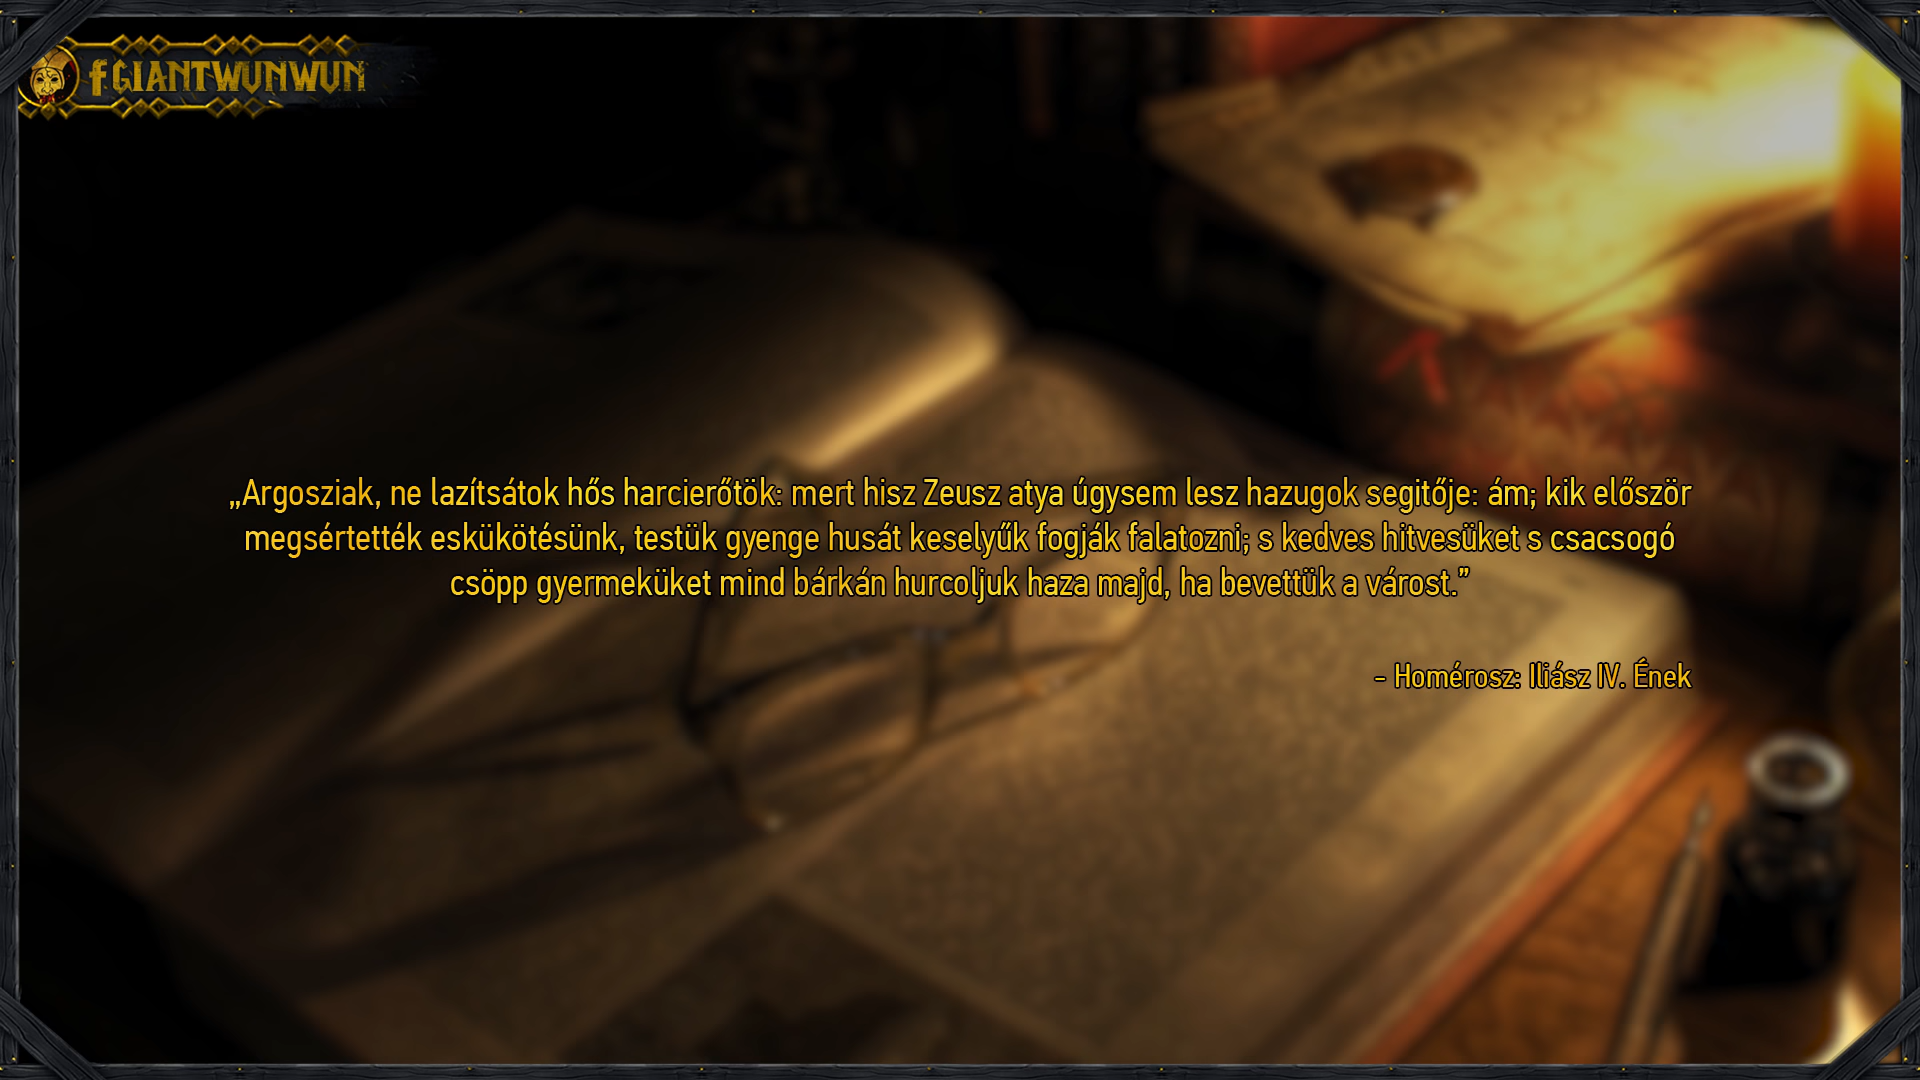 fGIANTWUNWUN
„Argosziak, ne lazítsátok hős harcierőtök: mert hisz Zeusz atya úgysem lesz hazugok segitője: ám; kik először
megsértették eskükötésünk, testük gyenge husát keselyűk fogják falatozni; s kedves hitvesüket s csacsogó
csöpp gyermeküket mind bárkán hurcoljuk haza majd, ha bevettük a várost.”
- Homérosz: Iliász IV. Ének